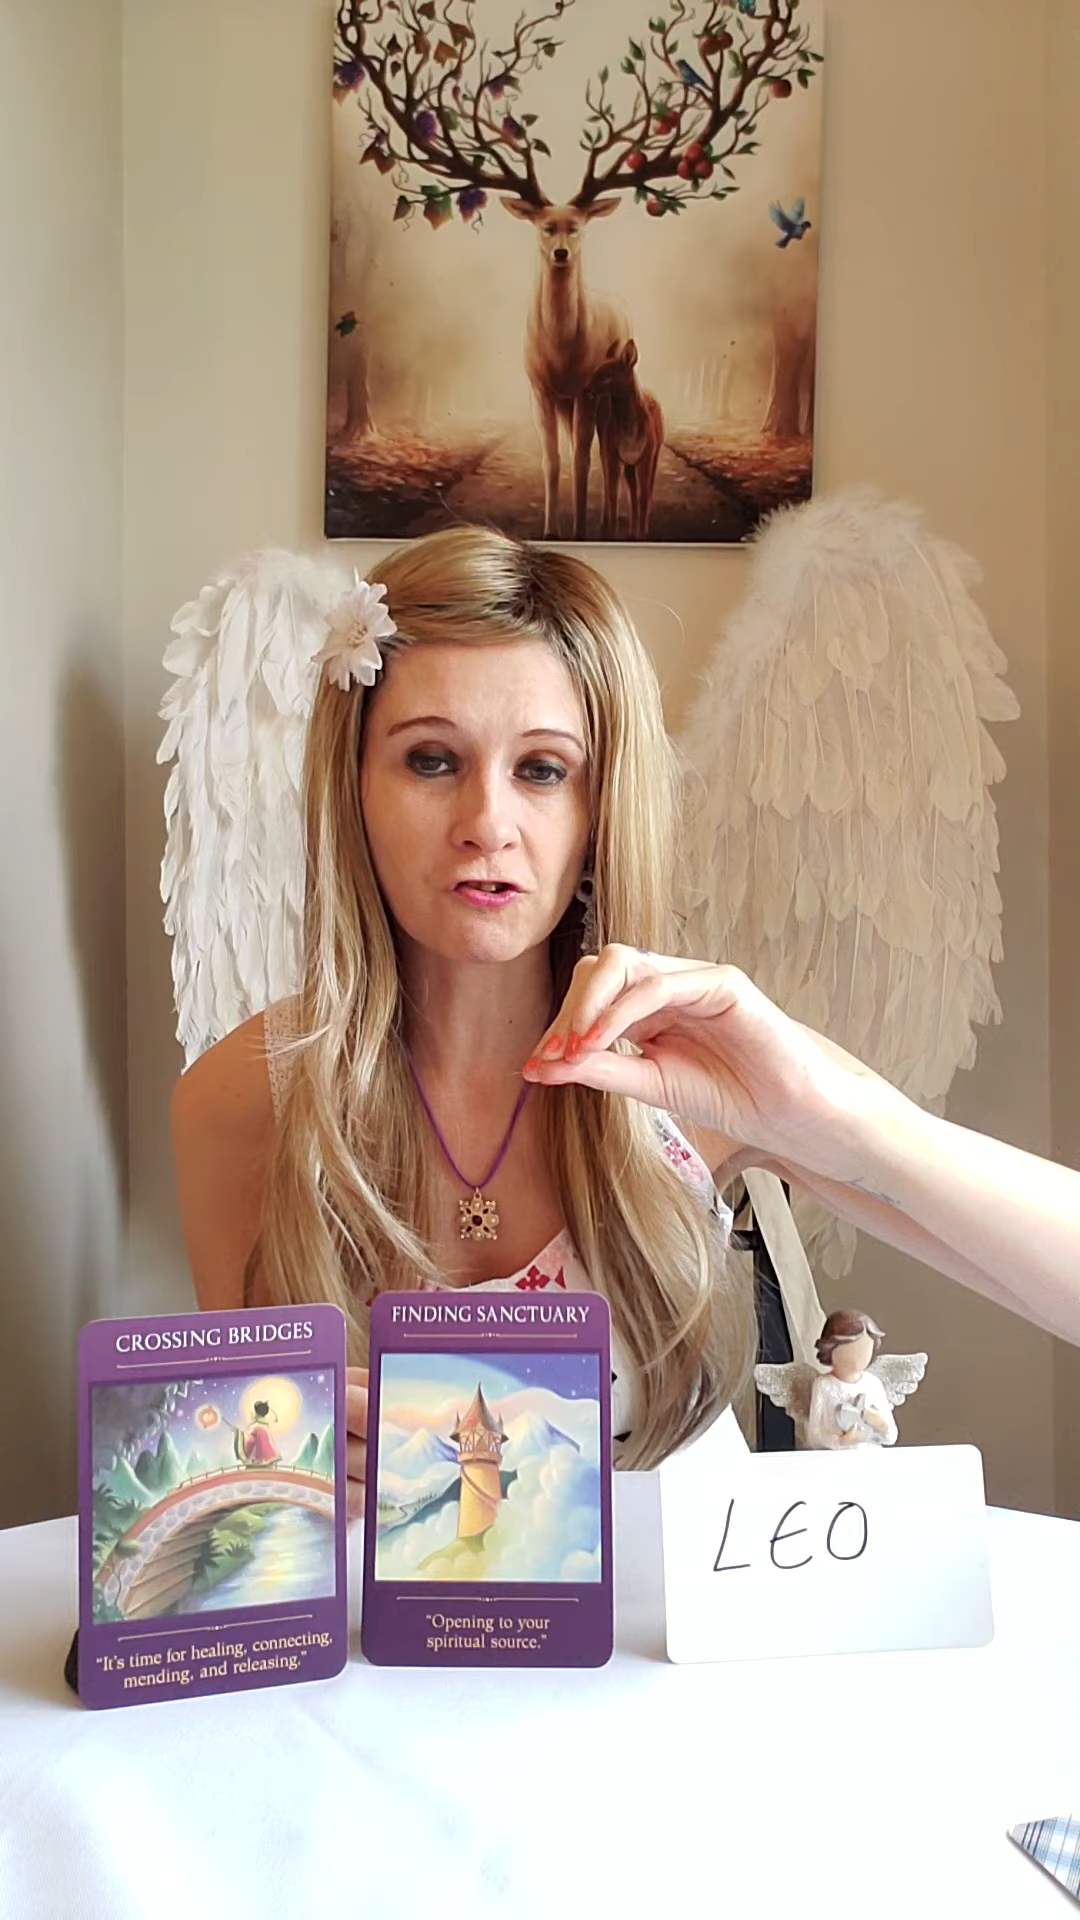 CROSSING BRIDGES
"It's time for healing, connecting,
mending, and releasing."
FINDING SANCTUARY
"Opening to your
spiritual source."
LEO